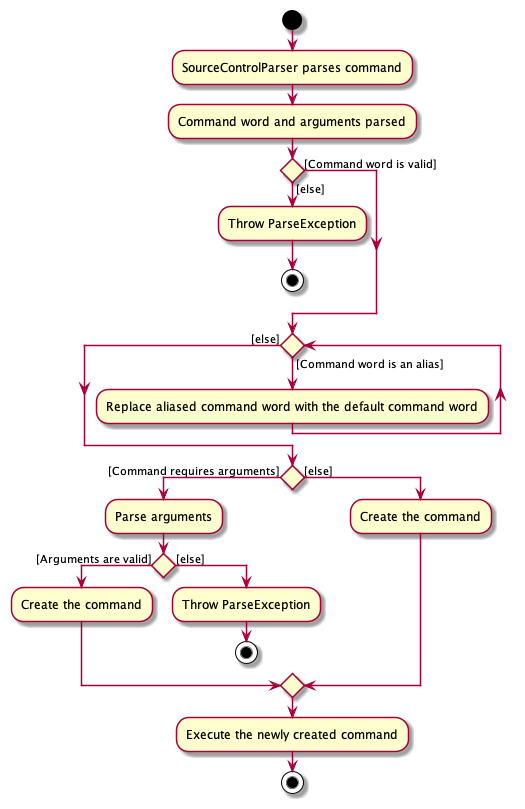 SourceControlParser parses command
Command word and arguments parsed
[Command word is valid]
[else]
Throw ParseException
[else]
[Command word is an alias]
Replace aliased command word with the default command word
[Command requires arguments]
[else]
Parse arguments
Create the command
[Arguments are valid]
[else]
Create the command
Throw ParseException
Execute the newly created command